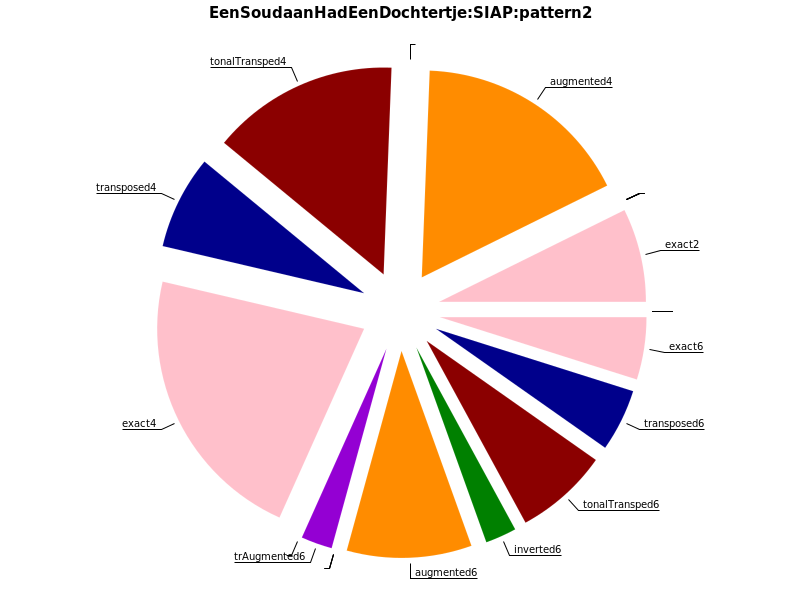 EenSoudaanHadEenDochtertje:SIAP:pattern2
tonalTransped4
augmented4
transposed4
exact2
exact6
exact4
transposed6
tonalTransped6
inverted6
trAugmented6
augmented6